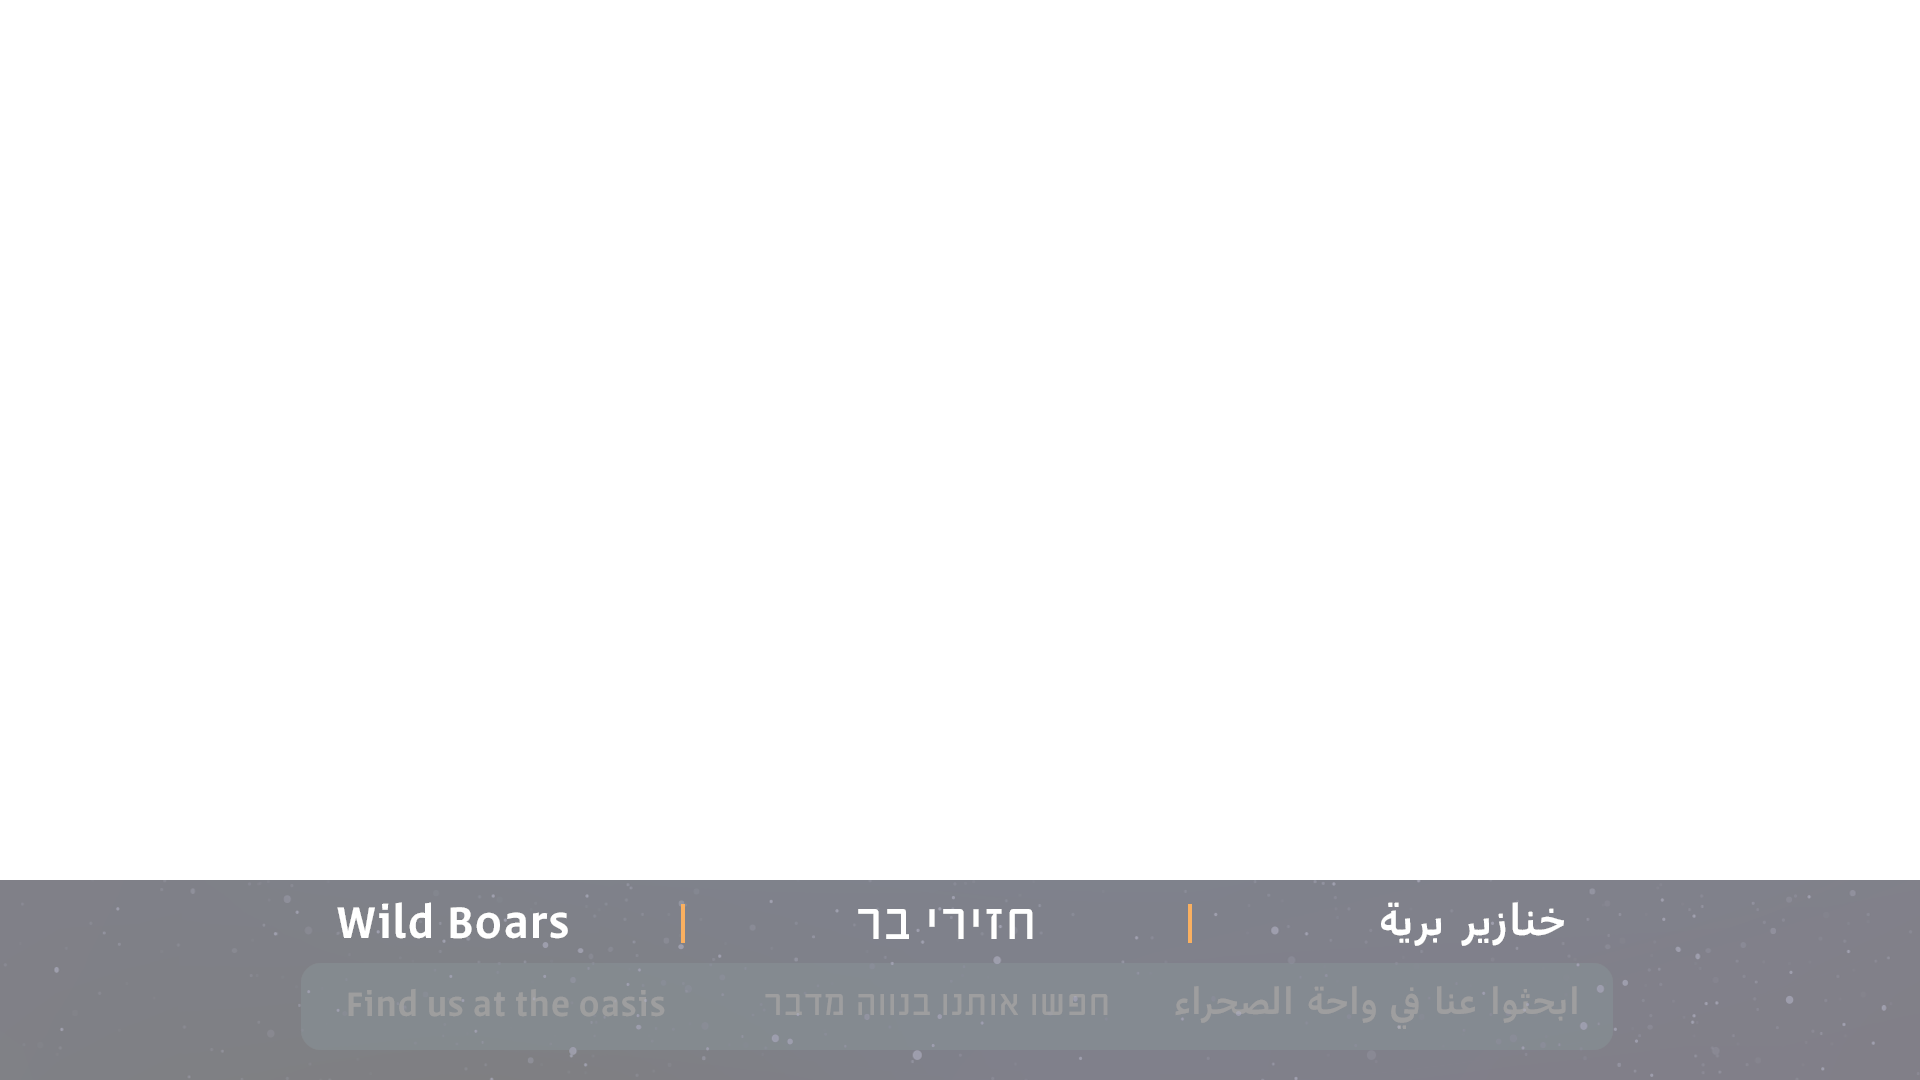 Wild Boars | חזירי בר | خنازير برية
Find us at the oasis חפשו אותנו בנווה מדבר ابحثوا عنا في واحة الصحراء